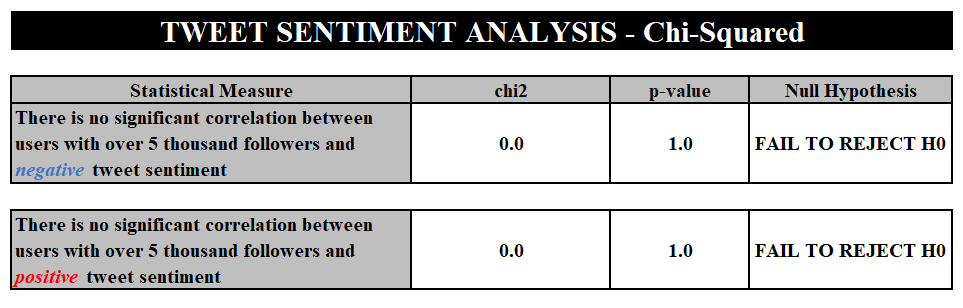 TWEET SENTIMENT ANALYSIS - Chi-Squared
Statistical Measure chi2 p-value Null Hypothesis
There is no significant correlation between
users with over 5 thousand followers and
negative tweet sentiment
0.0 1.0 FAIL TO REJECT H0
There is no significant correlation between
users with over 5 thousand followers and
positive tweet sentiment
0.0 1.0 FAIL TO REJECT H0